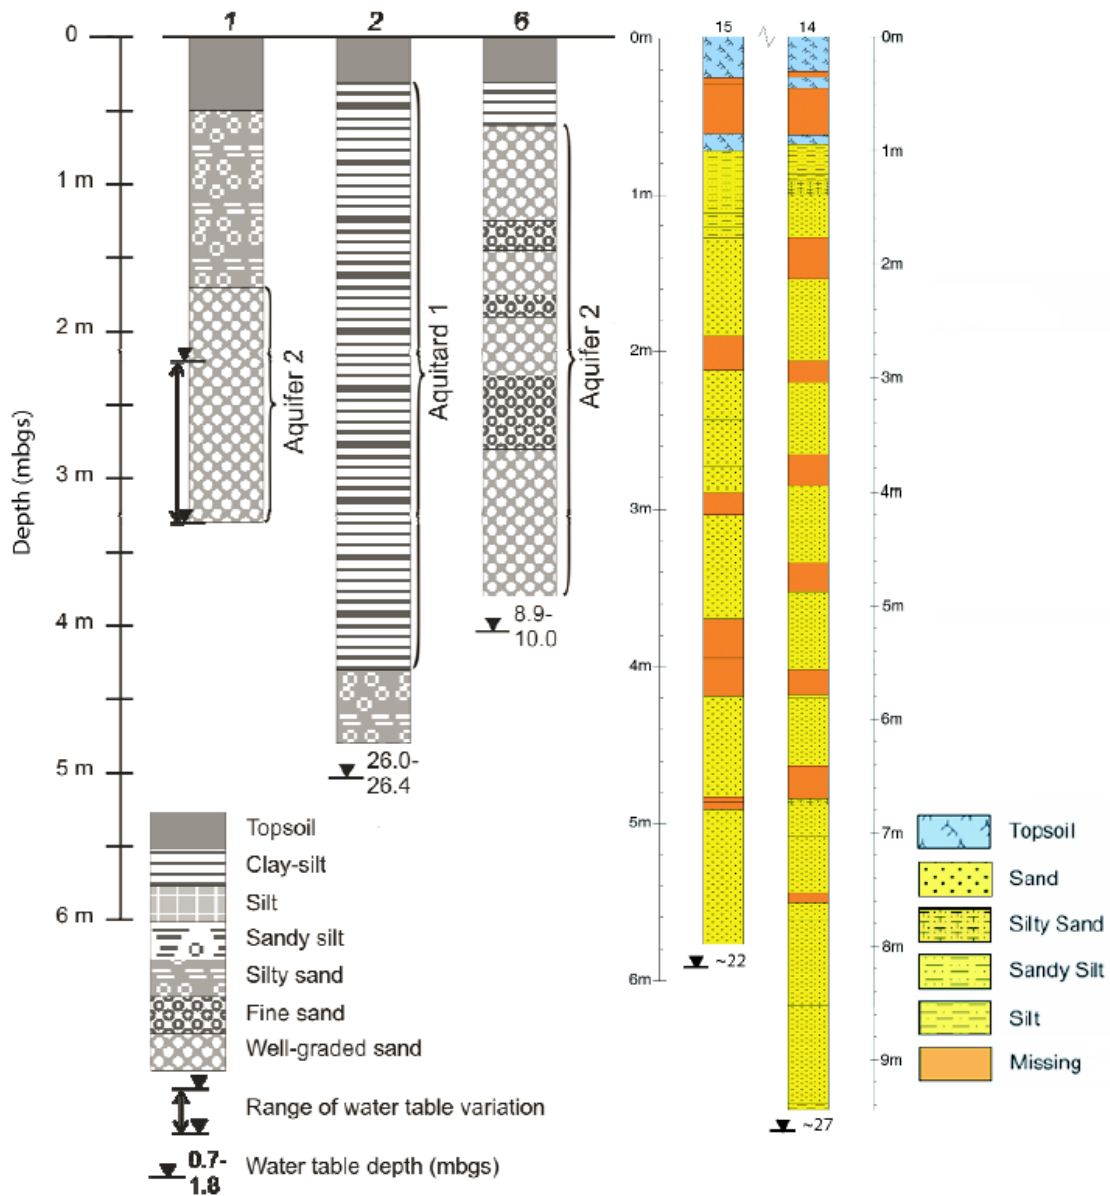 1
2
6
15
14
0
1 m
2 m
3 m
4 m
5 m
6 m
Depth (mbgs)
Aquifer 2
Aquitard 1
Aquifer 2
8.9-
10.0
26.0-
26.4
0m
1m
2m
3m
4m
5m
6m
~22
0m
1m
2m
3m
4m
5m
6m
7m
8m
9m
~27
Topsoil
Clay-silt
Silt
Sandy silt
Silty sand
Fine sand
Well-graded sand
Range of water table variation
0.7-
1.8
Water table depth (mbgs)
Topsoil
Sand
Silty Sand
Sandy Silt
Silt
Missing